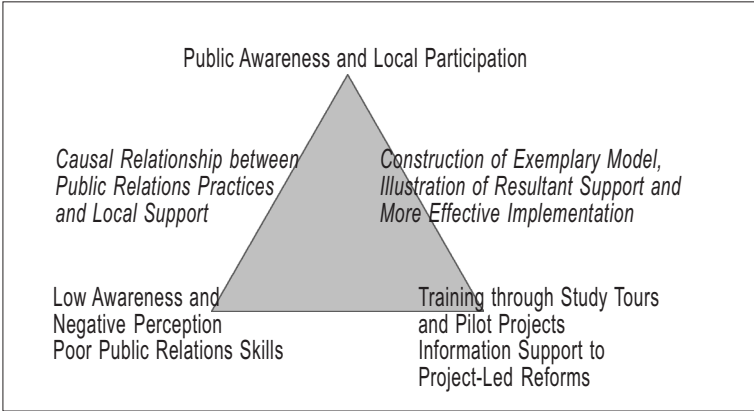 Public Awareness and Local Participation
Causal Relationship between
Public Relations Practices
and Local Support
Construction of Exemplary Model,
Illustration of Resultant Support and
More Effective Implementation
Low Awareness and
Negative Perception
Poor Public Relations Skills
Training through Study Tours
and Pilot Projects
Information Support to
Project-Led Reforms